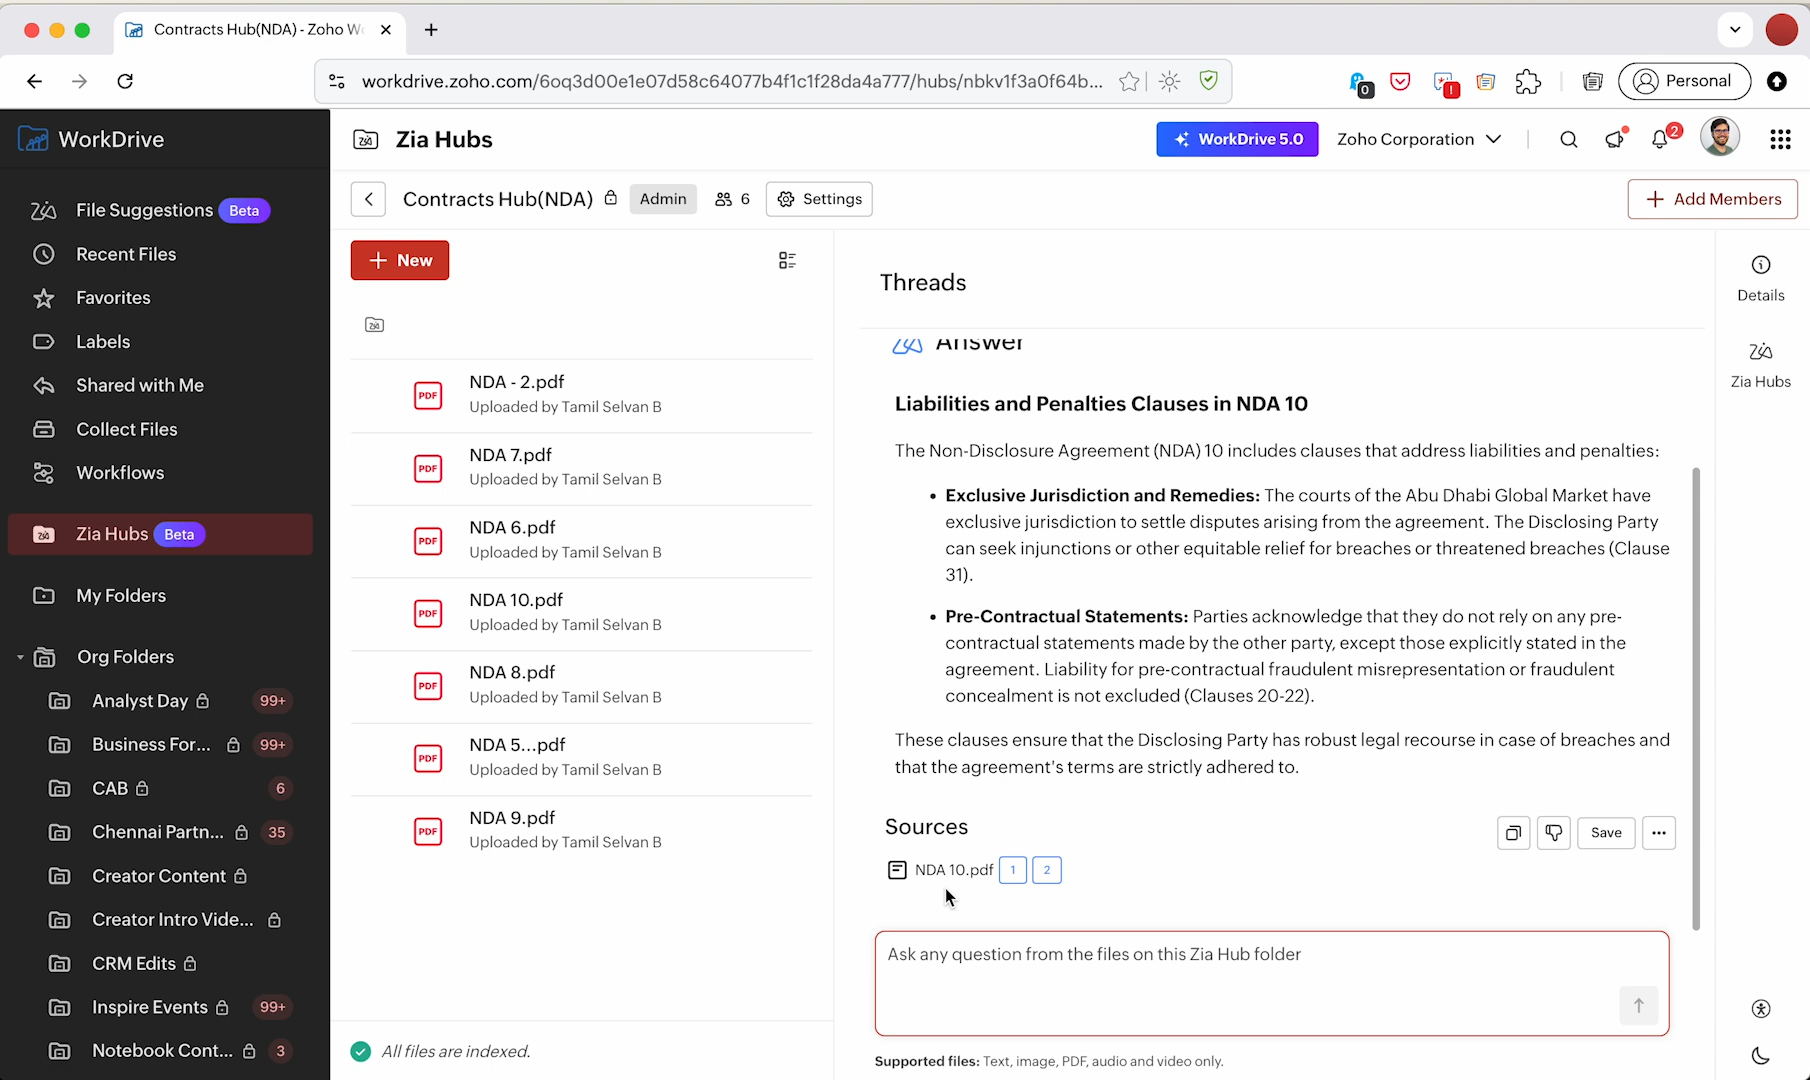 Contracts Hub(NDA) - Zoho W
workdrive.zoho.com/6oq3d00e1e07d58c64077b4f1c1f28da4a777/hubs/nbkv1f3a0f64b...
0
!
Personal
WorkDrive
Zia Hubs
WorkDrive 5.0
Zoho Corporation
2
File Suggestions Beta
Recent Files
Favorites
Labels
Shared with Me
Collect Files
Workflows
Zia Hubs Beta
My Folders
Org Folders
Analyst Day 99+
Business For... 99+
CAB 6
Chennai Partn... 35
Creator Content
Creator Intro Vide...
CRM Edits
Inspire Events 99+
Notebook Cont... 3
Contracts Hub(NDA) Admin 6 Settings
Add Members
New
NDA - 2.pdf
Uploaded by Tamil Selvan B
NDA 7.pdf
Uploaded by Tamil Selvan B
NDA 6.pdf
Uploaded by Tamil Selvan B
NDA 10.pdf
Uploaded by Tamil Selvan B
NDA 8.pdf
Uploaded by Tamil Selvan B
NDA 5...pdf
Uploaded by Tamil Selvan B
NDA 9.pdf
Uploaded by Tamil Selvan B
PDF
PDF
PDF
PDF
PDF
PDF
PDF
All files are indexed.
Threads
Answer
Liabilities and Penalties Clauses in NDA 10
The Non-Disclosure Agreement (NDA) 10 includes clauses that address liabilities and penalties:
• Exclusive Jurisdiction and Remedies: The courts of the Abu Dhabi Global Market have
exclusive jurisdiction to settle disputes arising from the agreement. The Disclosing Party
can seek injunctions or other equitable relief for breaches or threatened breaches (Clause
31).
• Pre-Contractual Statements: Parties acknowledge that they do not rely on any pre-
contractual statements made by the other party, except those explicitly stated in the
agreement. Liability for pre-contractual fraudulent misrepresentation or fraudulent
concealment is not excluded (Clauses 20-22).
These clauses ensure that the Disclosing Party has robust legal recourse in case of breaches and
that the agreement's terms are strictly adhered to.
Sources
Save
NDA 10.pdf 1 2
Ask any question from the files on this Zia Hub folder
Supported files: Text, image, PDF, audio and video only.
Details
Zia Hubs